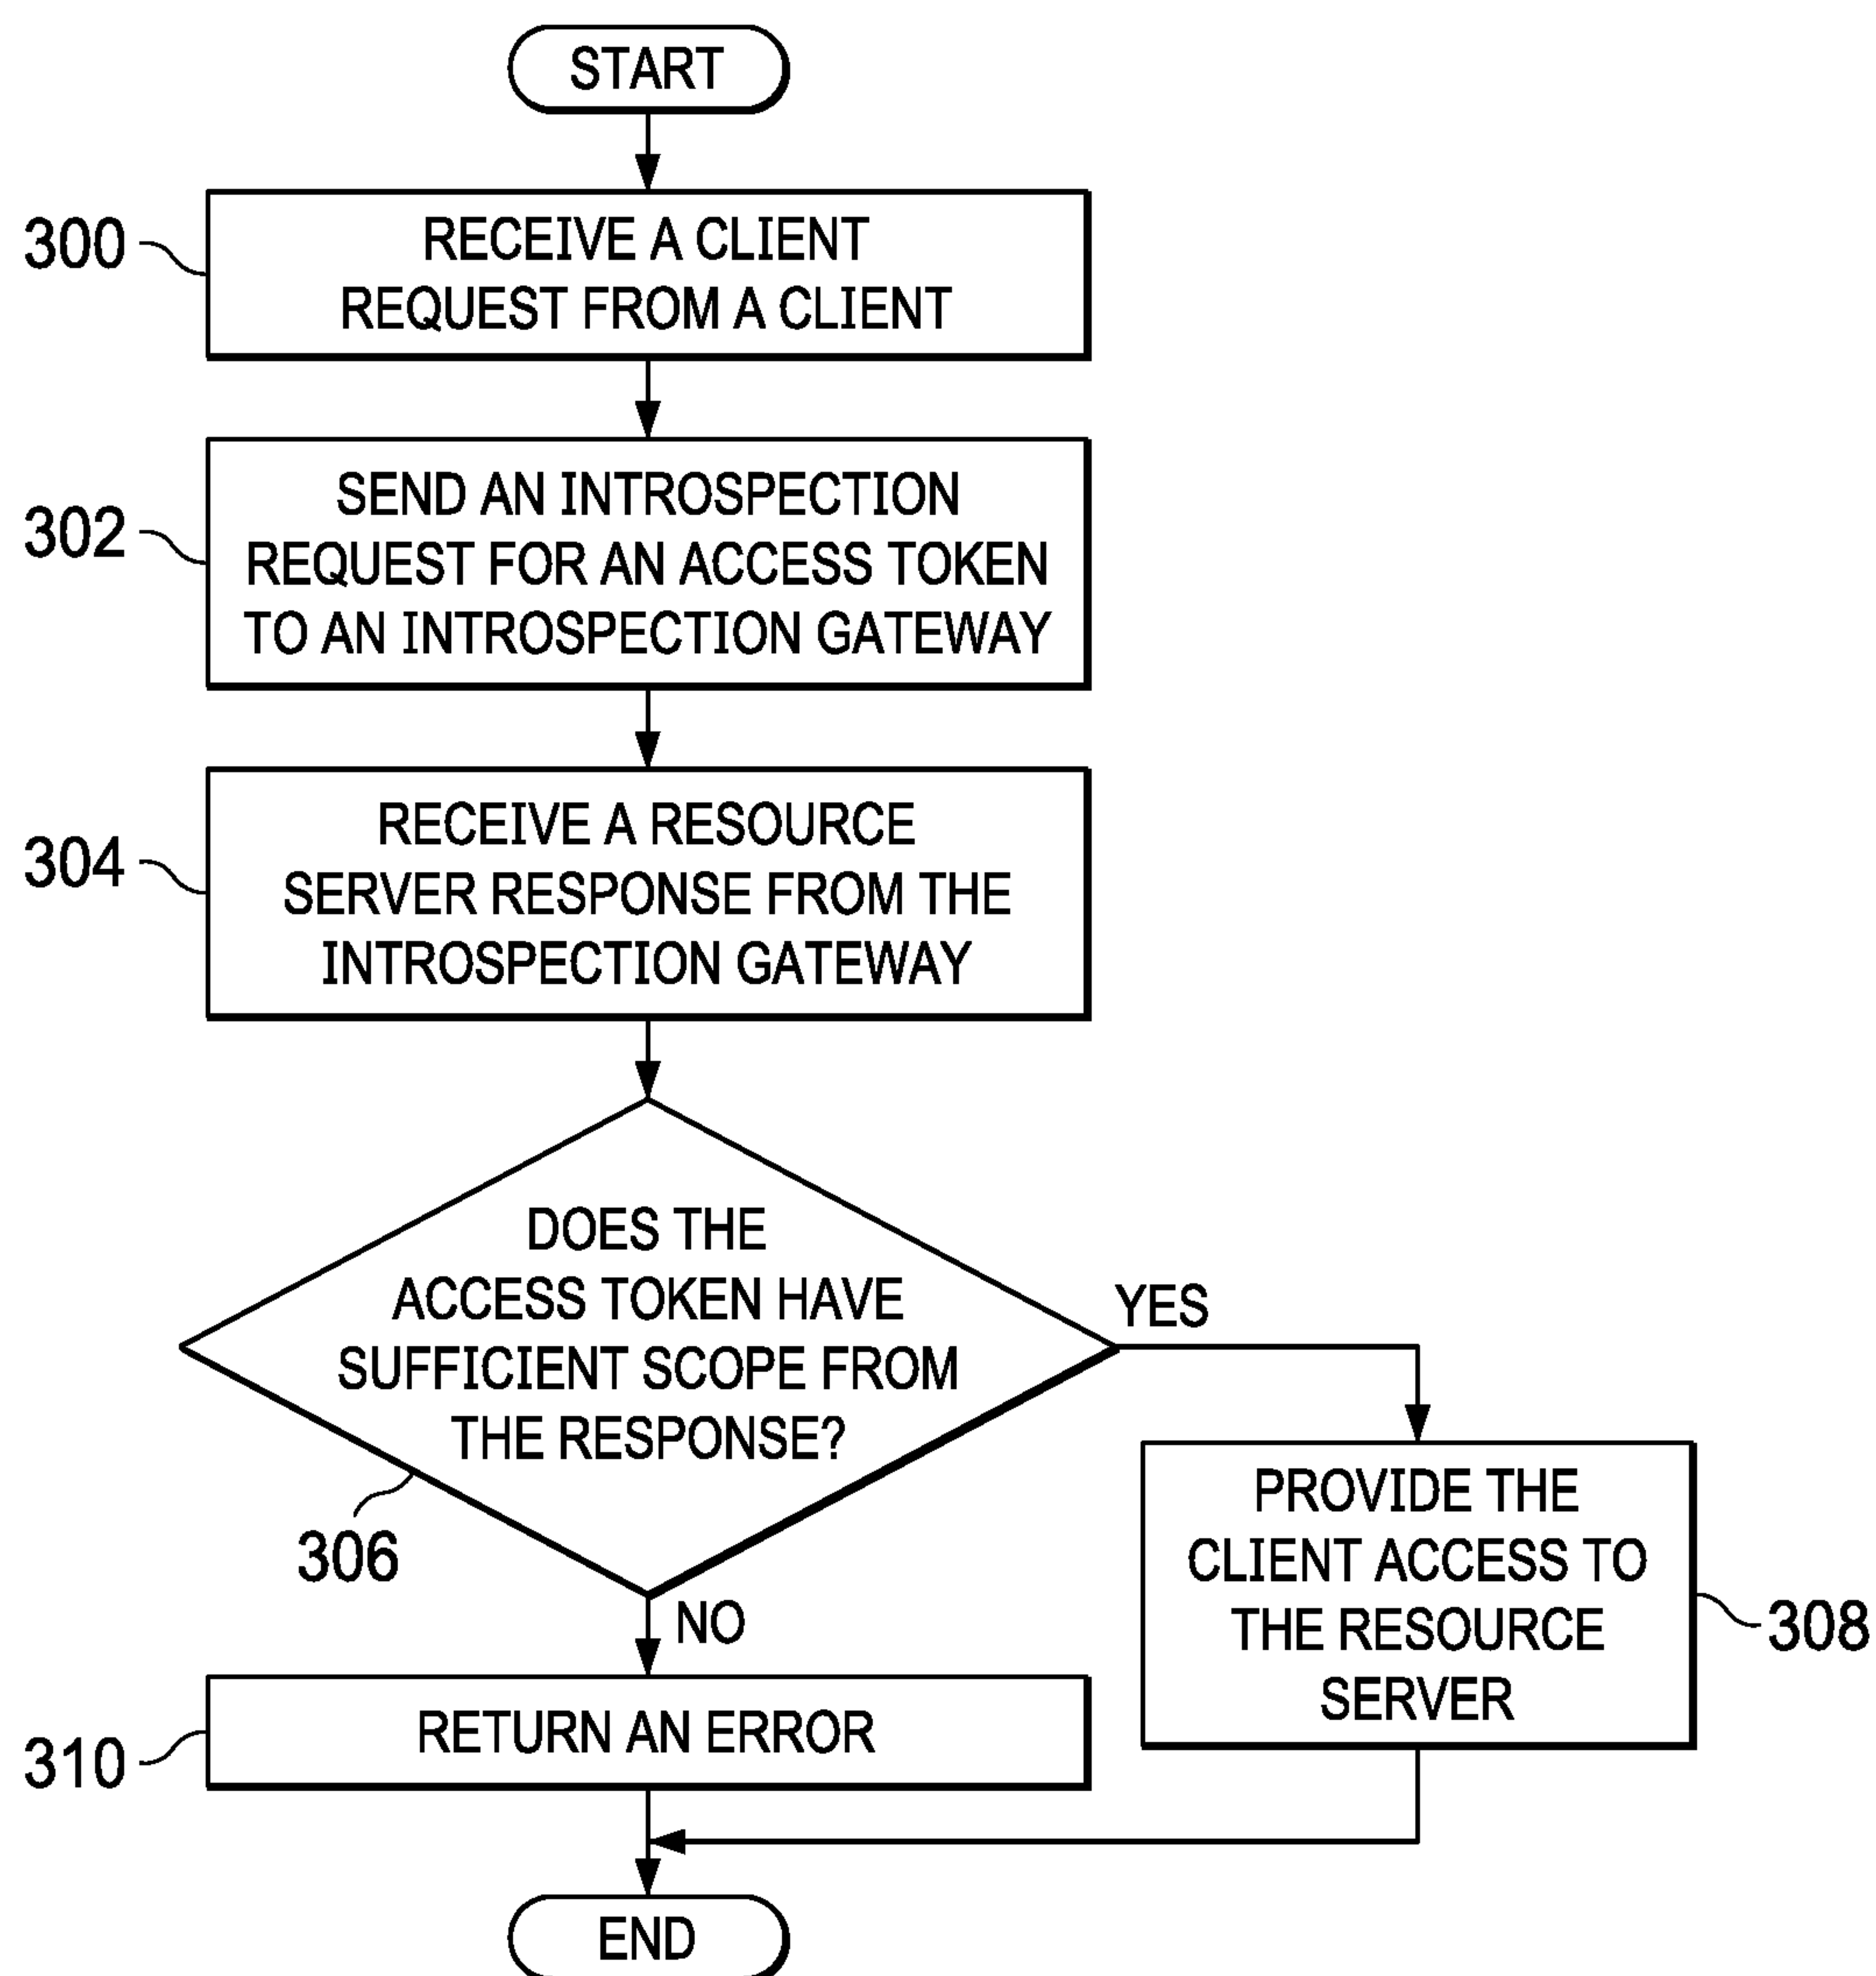 START
300
RECEIVE A CLIENT
REQUEST FROM A CLIENT
302
SEND AN INTROSPECTION
REQUEST FOR AN ACCESS TOKEN
TO AN INTROSPECTION GATEWAY
304
RECEIVE A RESOURCE
SERVER RESPONSE FROM THE
INTROSPECTION GATEWAY
DOES THE
ACCESS TOKEN HAVE
SUFFICIENT SCOPE FROM
THE RESPONSE?
306
YES
PROVIDE THE
CLIENT ACCESS TO
THE RESOURCE
SERVER
308
NO
310
RETURN AN ERROR
END